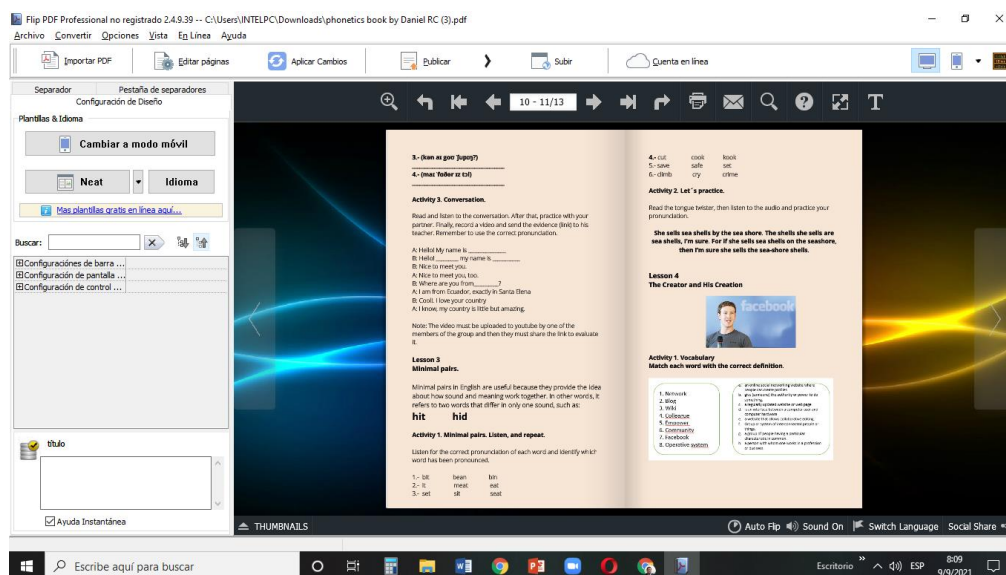 Flip PDF Professional no registrado 2.4.9.39 -- C:\Users\INTELPC\Downloads\phonetics book by Daniel RC (3).pdf
Archivo Convertir Opciones Vista En Línea Ayuda
Importar PDF Editar páginas Aplicar Cambios Publicar Subir Cuenta en línea
Separador Pestaña de separadores
Configuración de Diseño
Plantillas & Idioma
Cambiar a modo móvil
Neat Idioma
Mas plantillas gratis en línea aquí...
Buscar:
Configuraciónes de barra ...
Configuración de pantalla ...
Configuración de control ...
título
Ayuda Instantánea
10 - 11/13
3.- (kən aɪ goʊ ʃɒpɪŋ?)
4.- (maɪ ˈfɑðər ɪz tɔl)
Activity 3. Conversation.
Read and listen to the conversation. After that, practice with your
partner. Finally, record a video and send the evidence (link) to his
teacher. Remember to use the correct pronunciation.
A: Hello! My name is ___________
B: Hello! _______ my name is ________
B: Nice to meet you.
A: Nice to meet you, too.
B: Where are you from_______?
A: I am from Ecuador, exactly in Santa Elena
B: Cool! I love your country
A: I know, my country is little but amazing.
Note: The video must be uploaded to youtube by one of the
members of the group and then they must share the link to evaluate
it.
Lesson 3
Minimal pairs.
Minimal pairs in English are useful because they provide the idea
about how sound and meaning work together. In other words, it
refers to two words that differ in only one sound, such as:
hit hid
Activity 1. Minimal pairs. Listen, and repeat.
Listen for the correct pronunciation of each word and identify which
word has been pronounced.
1.- bit bean bin
2.- it meat eat
3.- set sit seat
4.- cut cook kook
5.- save safe set
6.- climb cry crime
Activity 2. Let´s practice.
Read the tongue twister, then listen to the audio and practice your
pronunciation.
She sells sea shells by the sea shore. The shells she sells are
sea shells, I'm sure. For if she sells sea shells on the seashore,
then I'm sure she sells the sea-shore shells.
Lesson 4
The Creator and His Creation
facebook
Activity 1. Vocabulary
Match each word with the correct definition.
1. Network
2. Blog
3. Wiki
4. Colleague
5. Empower
6. Community
7. Facebook
8. Operative system
THUMBNAILS
Auto Flip Sound On Switch Language Social Share
Escribe aquí para buscar
Escritorio ESP 8:09
9/9/2021